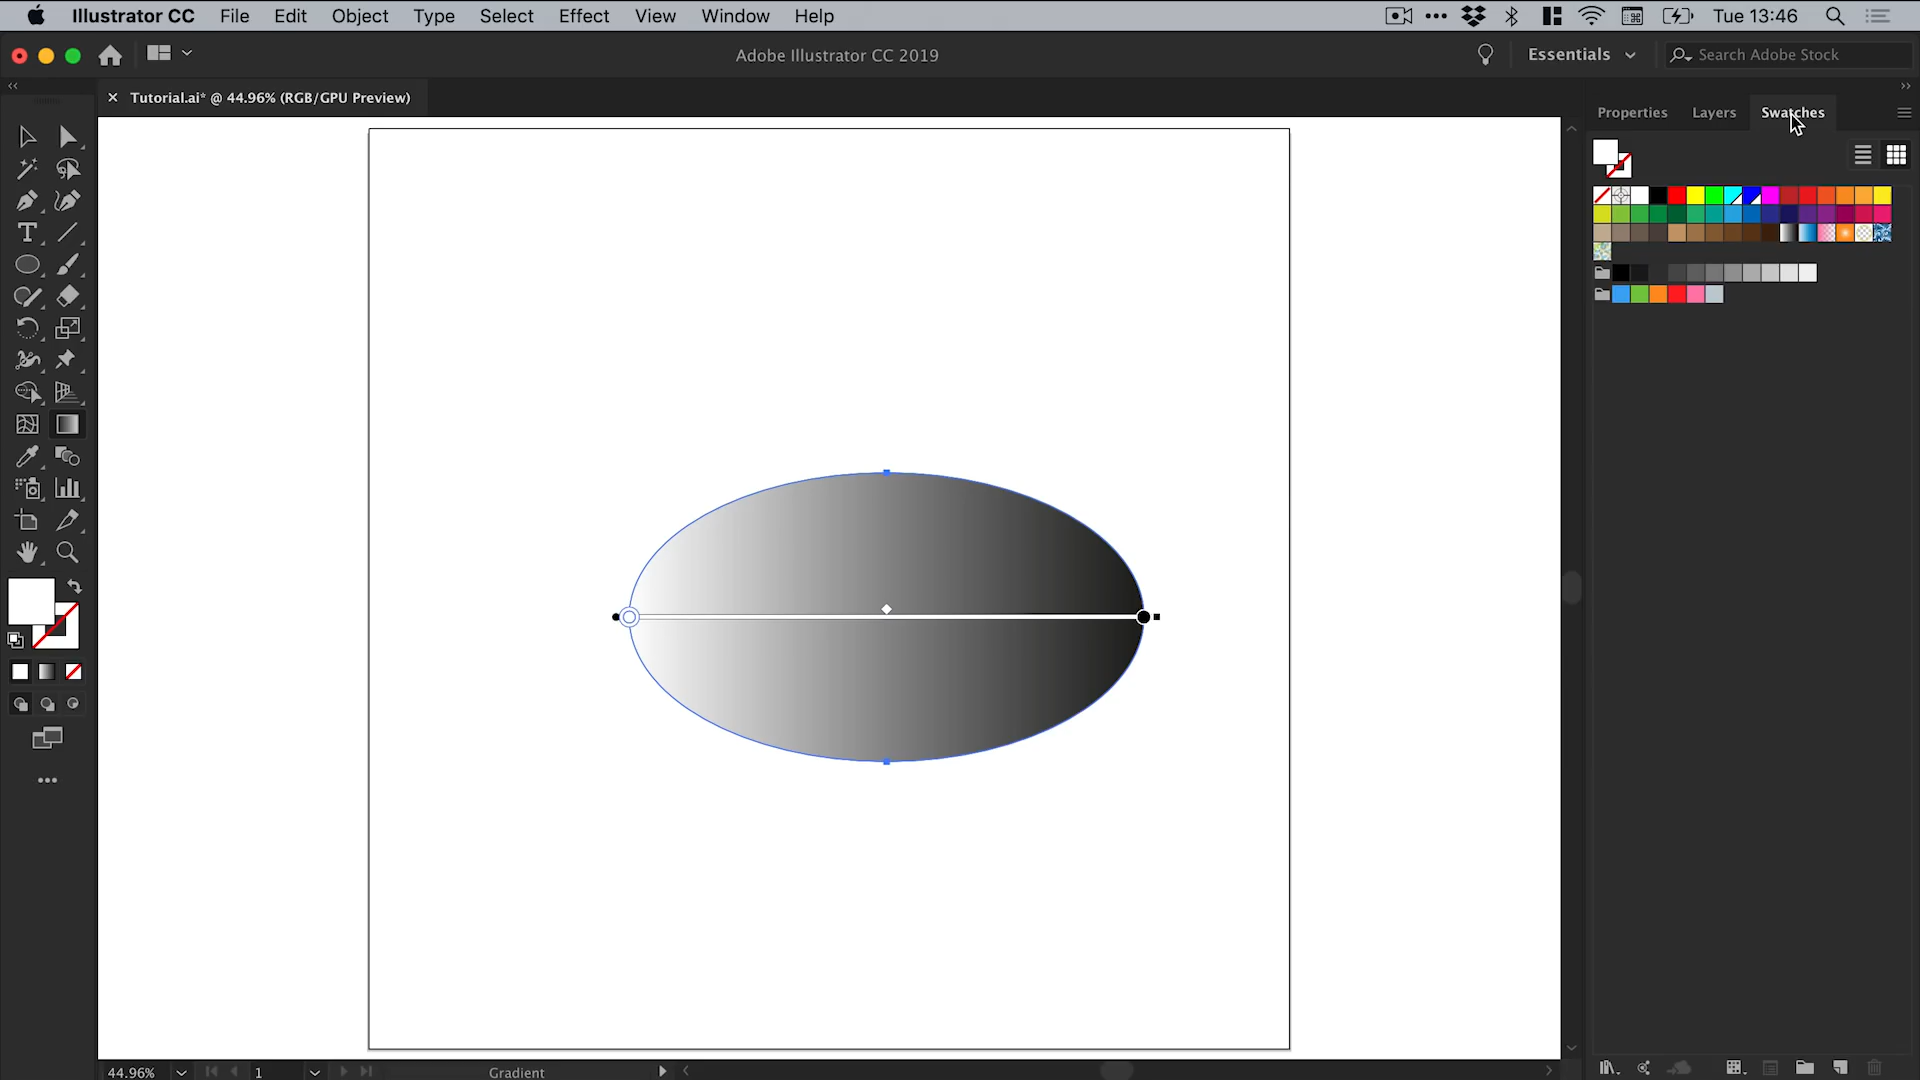 Illustrator CC File Edit Object Type Select Effect View Window Help Tue 13:46
Adobe Illustrator CC 2019 Essentials Search Adobe Stock
Tutorial.ai* @ 44.96% (RGB/GPU Preview)
Properties Layers Swatches
44.96% 1 Gradient